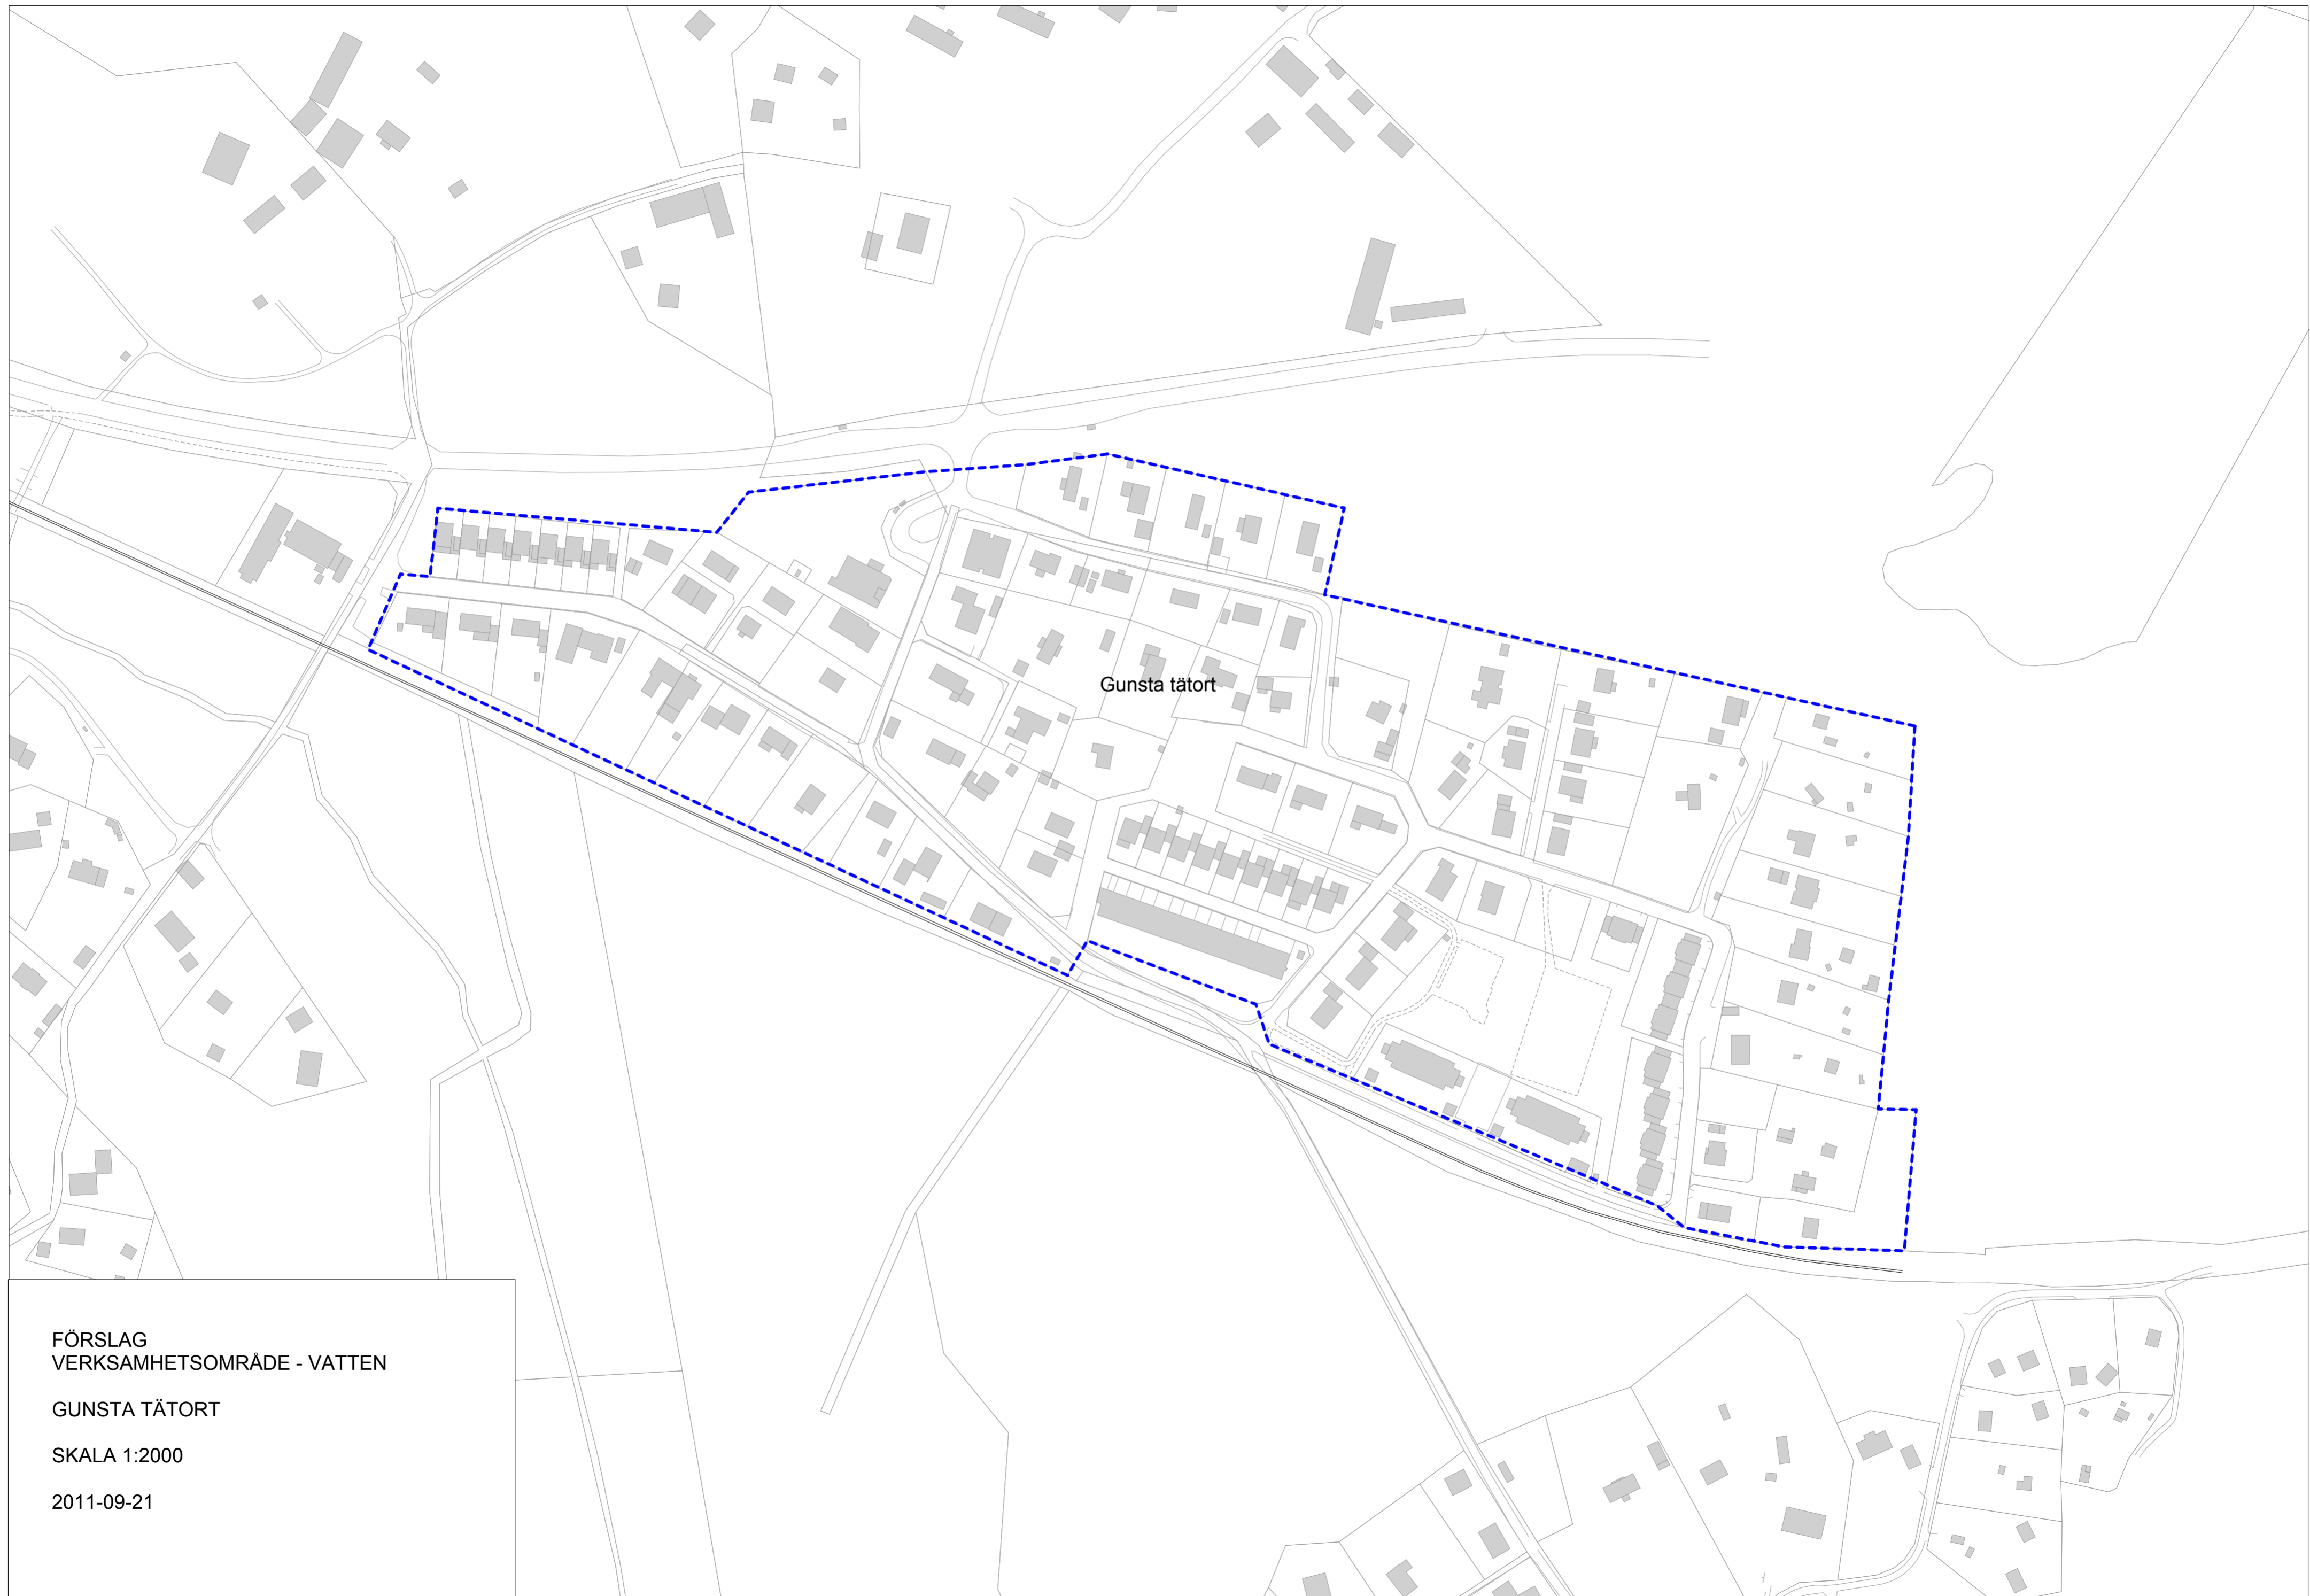 Gunsta tätort
FÖRSLAG
VERKSAMHETSOMRÅDE - VATTEN
GUNSTA TÄTORT
SKALA 1:2000
2011-09-21